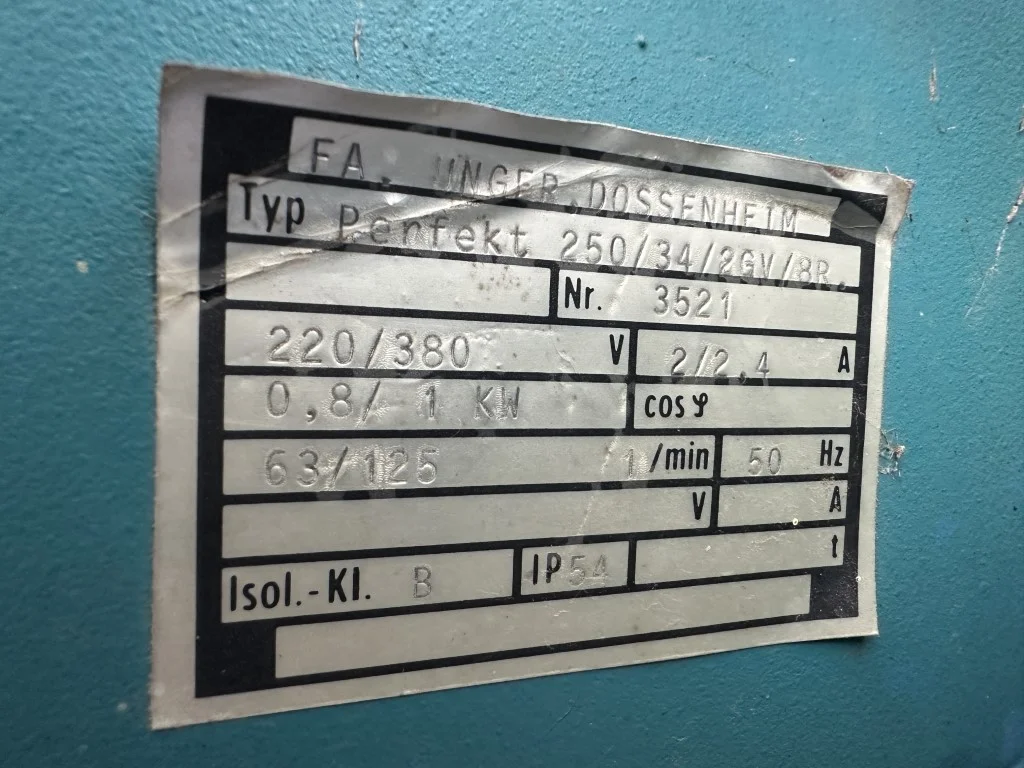 FA. UNGER,DOSSENHEIM
Typ Perfekt 250/34/2GV/8R.
Nr. 3521
220/380 V 2/2,4 A
0,8/ 1 KW cos φ
63/125 1/min 50 Hz
V A
Isol.-Kl. B IP54 t